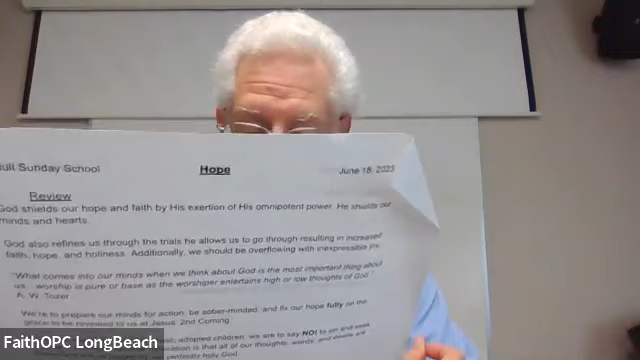 ult Sunday School Hope June 18, 2023
Review
God shields our hope and faith by His exertion of His omnipotent power. He shields our
minds and hearts.
God also refines us through the trials he allows us to go through resulting in increased
faith, hope, and holiness. Additionally, we should be overflowing with inexpressible joy.
"What comes into our minds when we think about God is the most important thing about
us worship is pure or base as the worshiper entertains high or low thoughts of God."
A. W. Tozer
We're to prepare our minds for action, be sober-minded and fix our hope fully on the
grace to be revealed to us at Jesus' 2nd Coming.
adopted children, we are to say NO! to sin and seek
is that all of our thoughts, words, and deeds are
perfectly holy God.
FaithOPC LongBeach